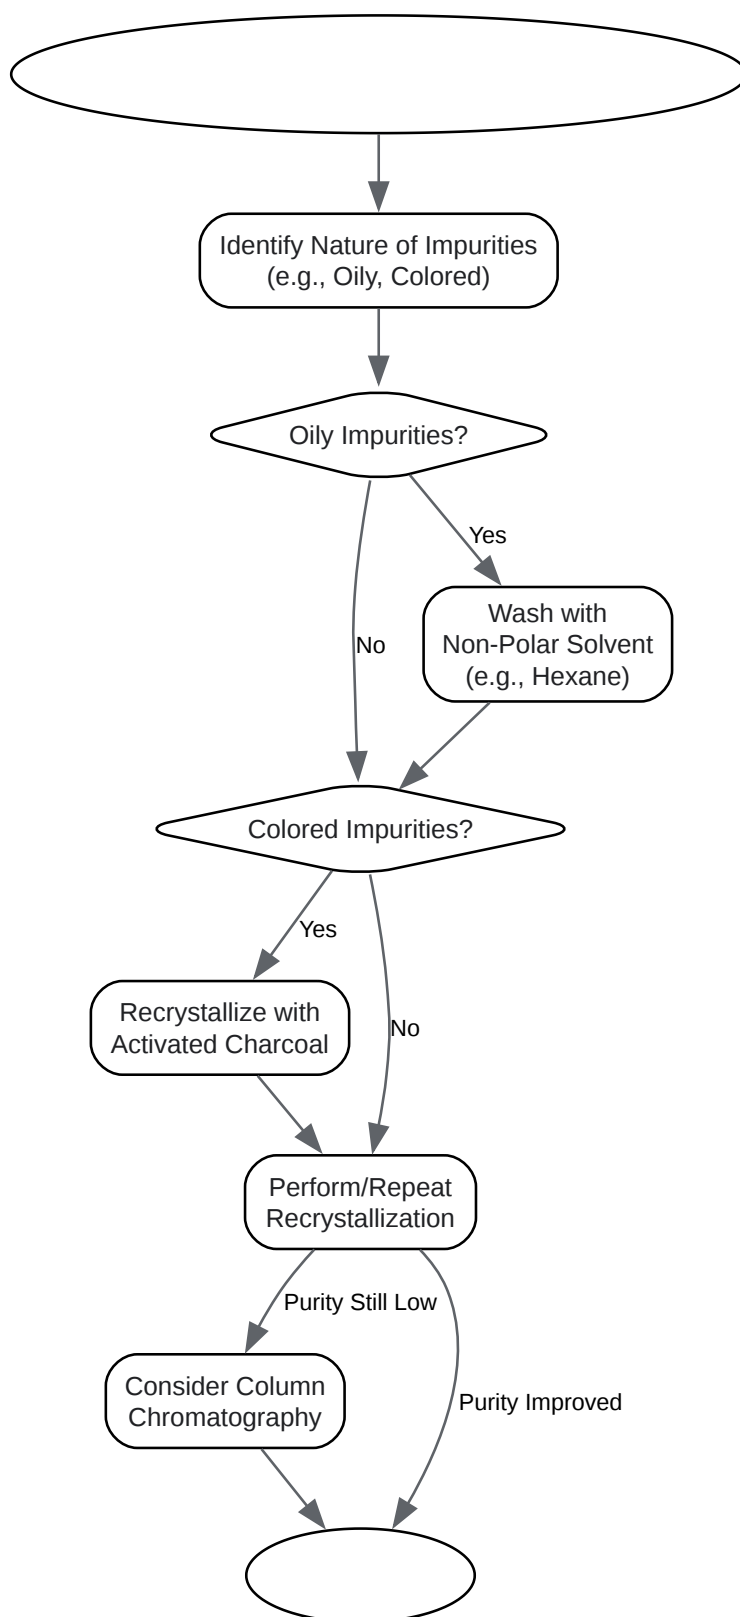 Identify Nature of Impurities
(e.g., Oily, Colored)
Oily Impurities?
Yes
Wash with
Non-Polar Solvent
(e.g., Hexane)
No
Colored Impurities?
Yes
Recrystallize with
Activated Charcoal
No
Perform/Repeat
Recrystallization
Purity Still Low
Consider Column
Chromatography
Purity Improved